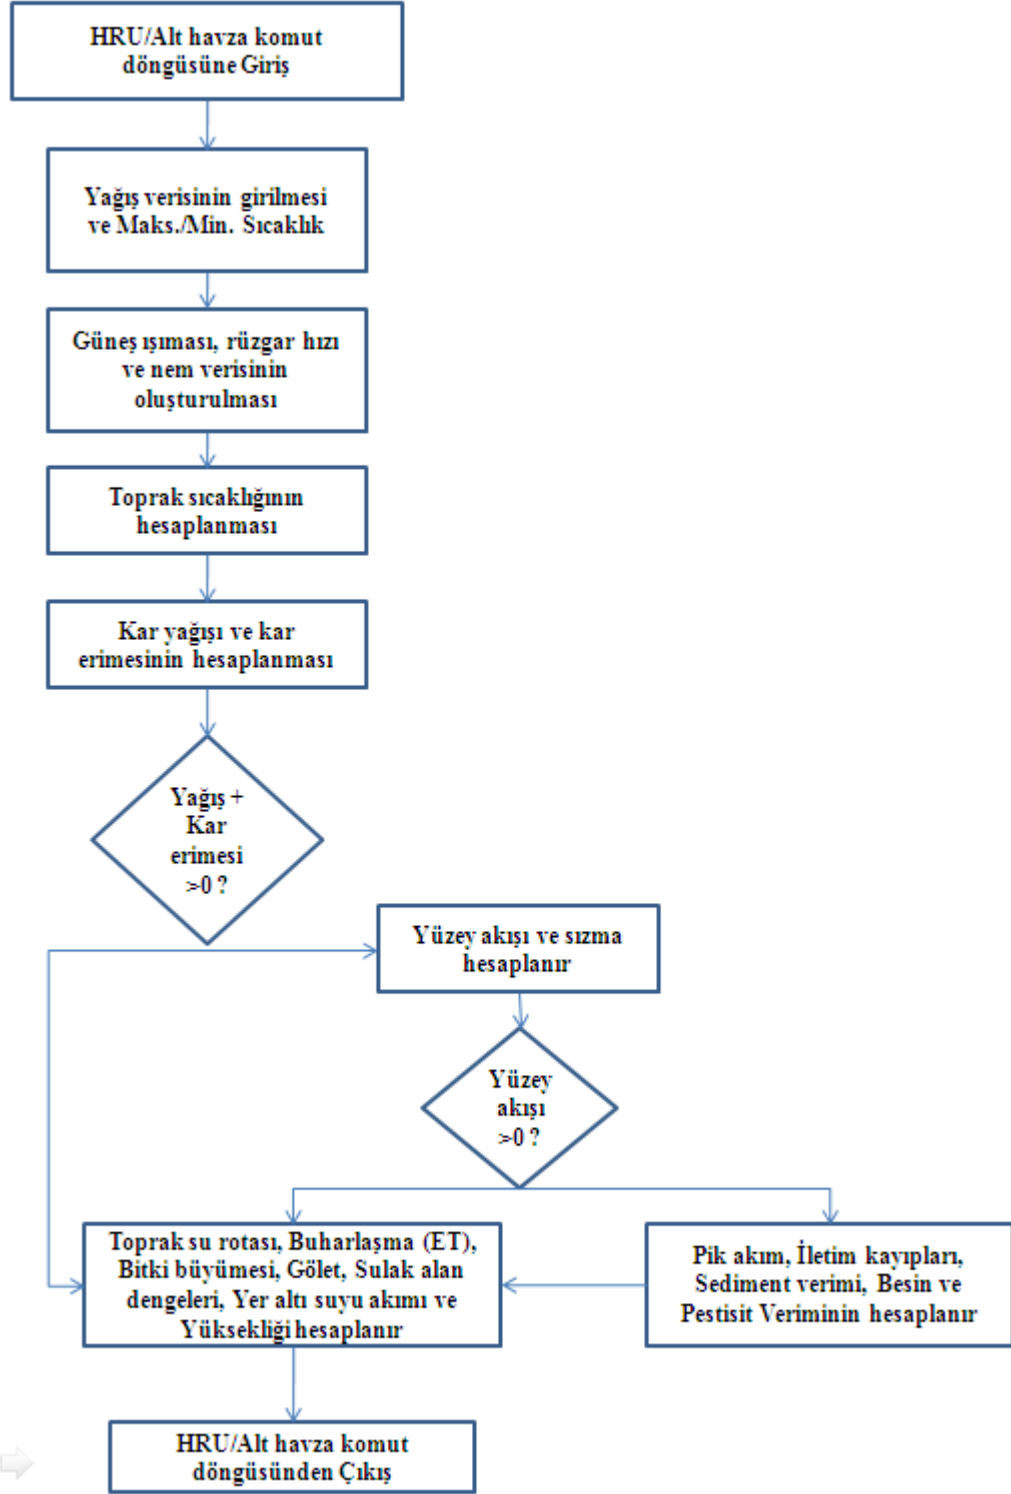 HRU/Alt havza komut
döngüsüne Giriş
Yağış verisinin girilmesi
ve Maks./Min. Sıcaklık
Güneş ışıması, rüzgar hızı
ve nem verisinin
oluşturulması
Toprak sıcaklığının
hesaplanması
Kar yağışı ve kar
erimesinin hesaplanması
Yağış +
Kar
erimesi
>0 ?
Yüzey akışı ve sızma
hesaplanır
Yüzey
akışı
>0 ?
Toprak su rotası, Buharlaşma (ET),
Bitki büyümesi, Gölet, Sulak alan
dengeleri, Yer altı suyu akımı ve
Yüksekliği hesaplanır
Pik akım, İletim kayıpları,
Sediment verimi, Besin ve
Pestisit Veriminin hesaplanır
HRU/Alt havza komut
döngüsünden Çıkış